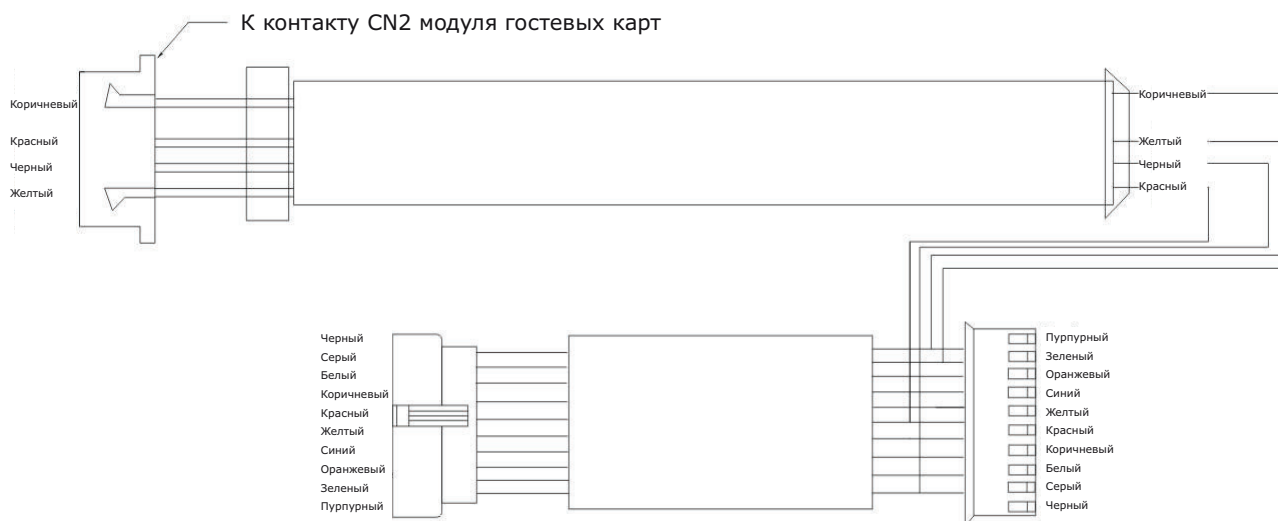 К контакту CN2 модуля гостевых карт
Коричневый
Красный
Черный
Желтый
Коричневый
Желтый
Черный
Красный
Черный
Серый
Белый
Коричневый
Красный
Желтый
Синий
Оранжевый
Зеленый
Пурпурный
Пурпурный
Зеленый
Оранжевый
Синий
Желтый
Красный
Коричневый
Белый
Серый
Черный